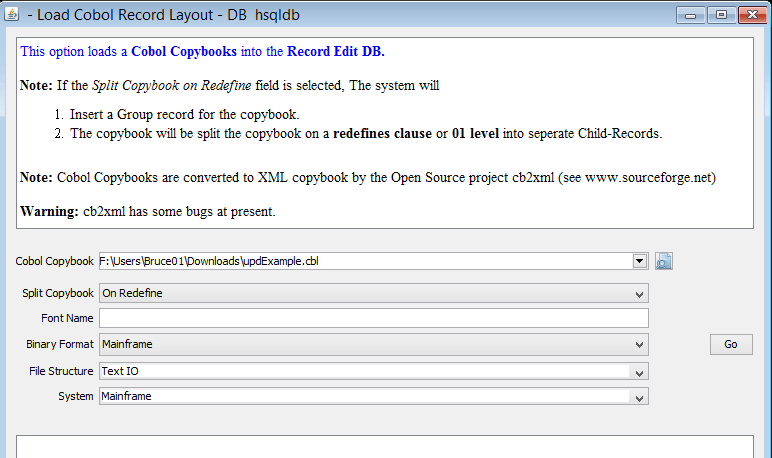 - Load Cobol Record Layout - DB hsqldb
This option loads a Cobol Copybooks into the Record Edit DB.
Note: If the Split Copybook on Redefine field is selected, The system will
1. Insert a Group record for the copybook.
2. The copybook will be split the copybook on a redefines clause or 01 level into seperate Child-Records.
Note: Cobol Copybooks are converted to XML copybook by the Open Source project cb2xml (see www.sourceforge.net)
Warning: cb2xml has some bugs at present.
Cobol Copybook F:\Users\Bruce01\Downloads\updExample.cbl
Split Copybook On Redefine
Font Name
Binary Format Mainframe Go
File Structure Text IO
System Mainframe